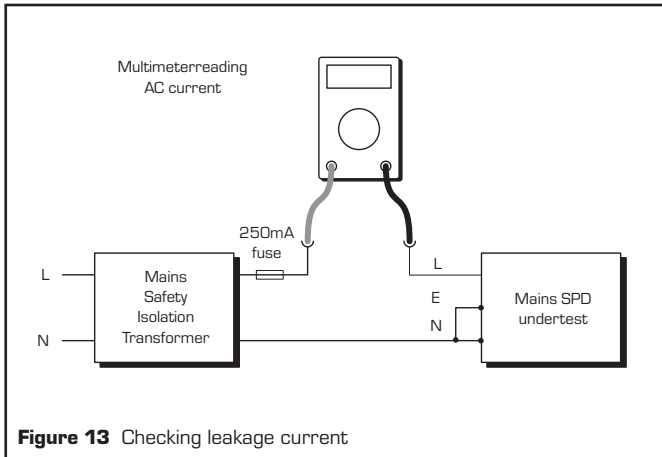 Multimeterreading
AC current
250mA
fuse
L
N
Mains
Safety
Isolation
Transformer
L
E
N
Mains SPD
undertest
Figure 13 Checking leakage current